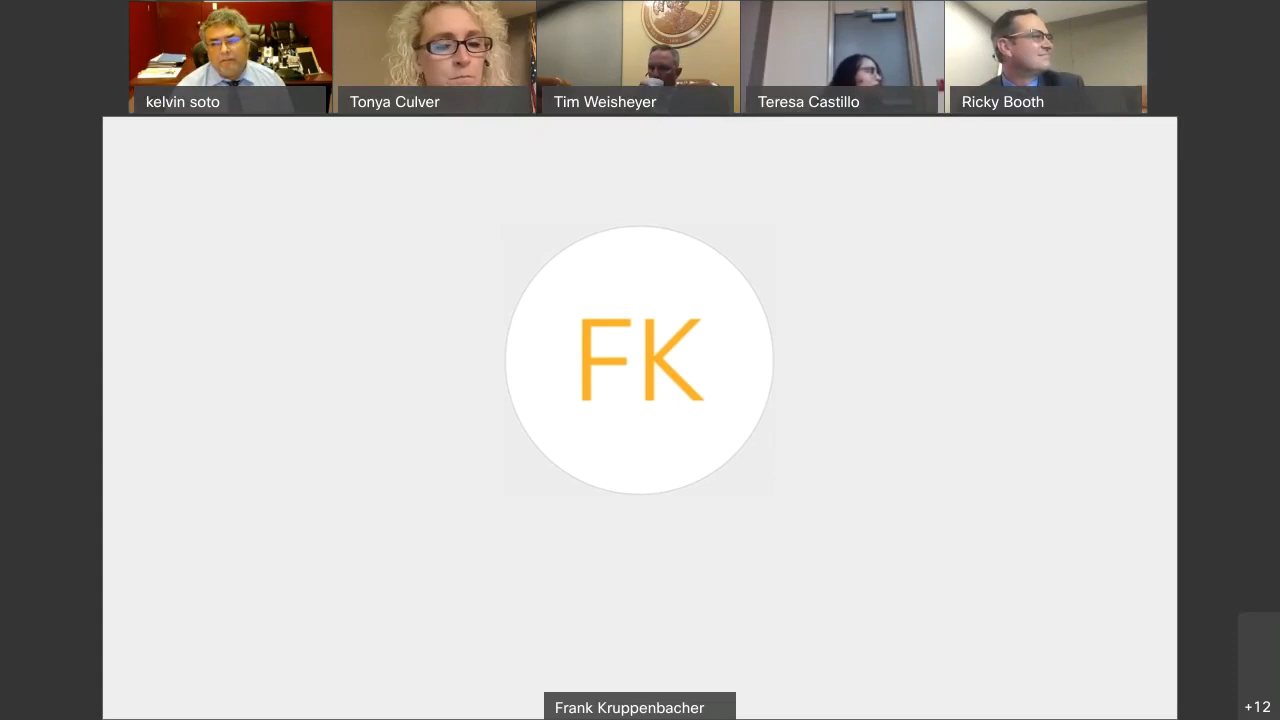 kelvin soto
Tonya Culver
Tim Weisheyer
Teresa Castillo
Ricky Booth
FK
Frank Kruppenbacher
+12